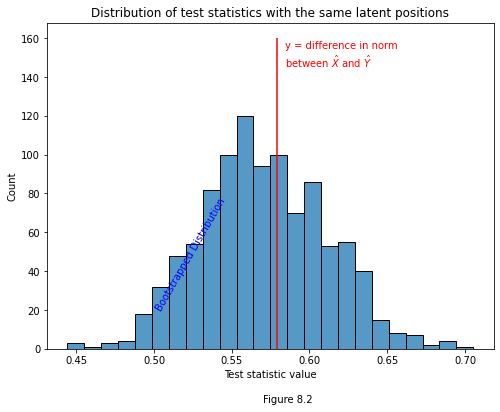 Distribution of test statistics with the same latent positions
160
140
120
100
80
60
40
20
0
Count
y = difference in norm
between X̂ and Ŷ
Bootstrapped Distribution
0.45 0.50 0.55 0.60 0.65 0.70
Test statistic value
Figure 8.2